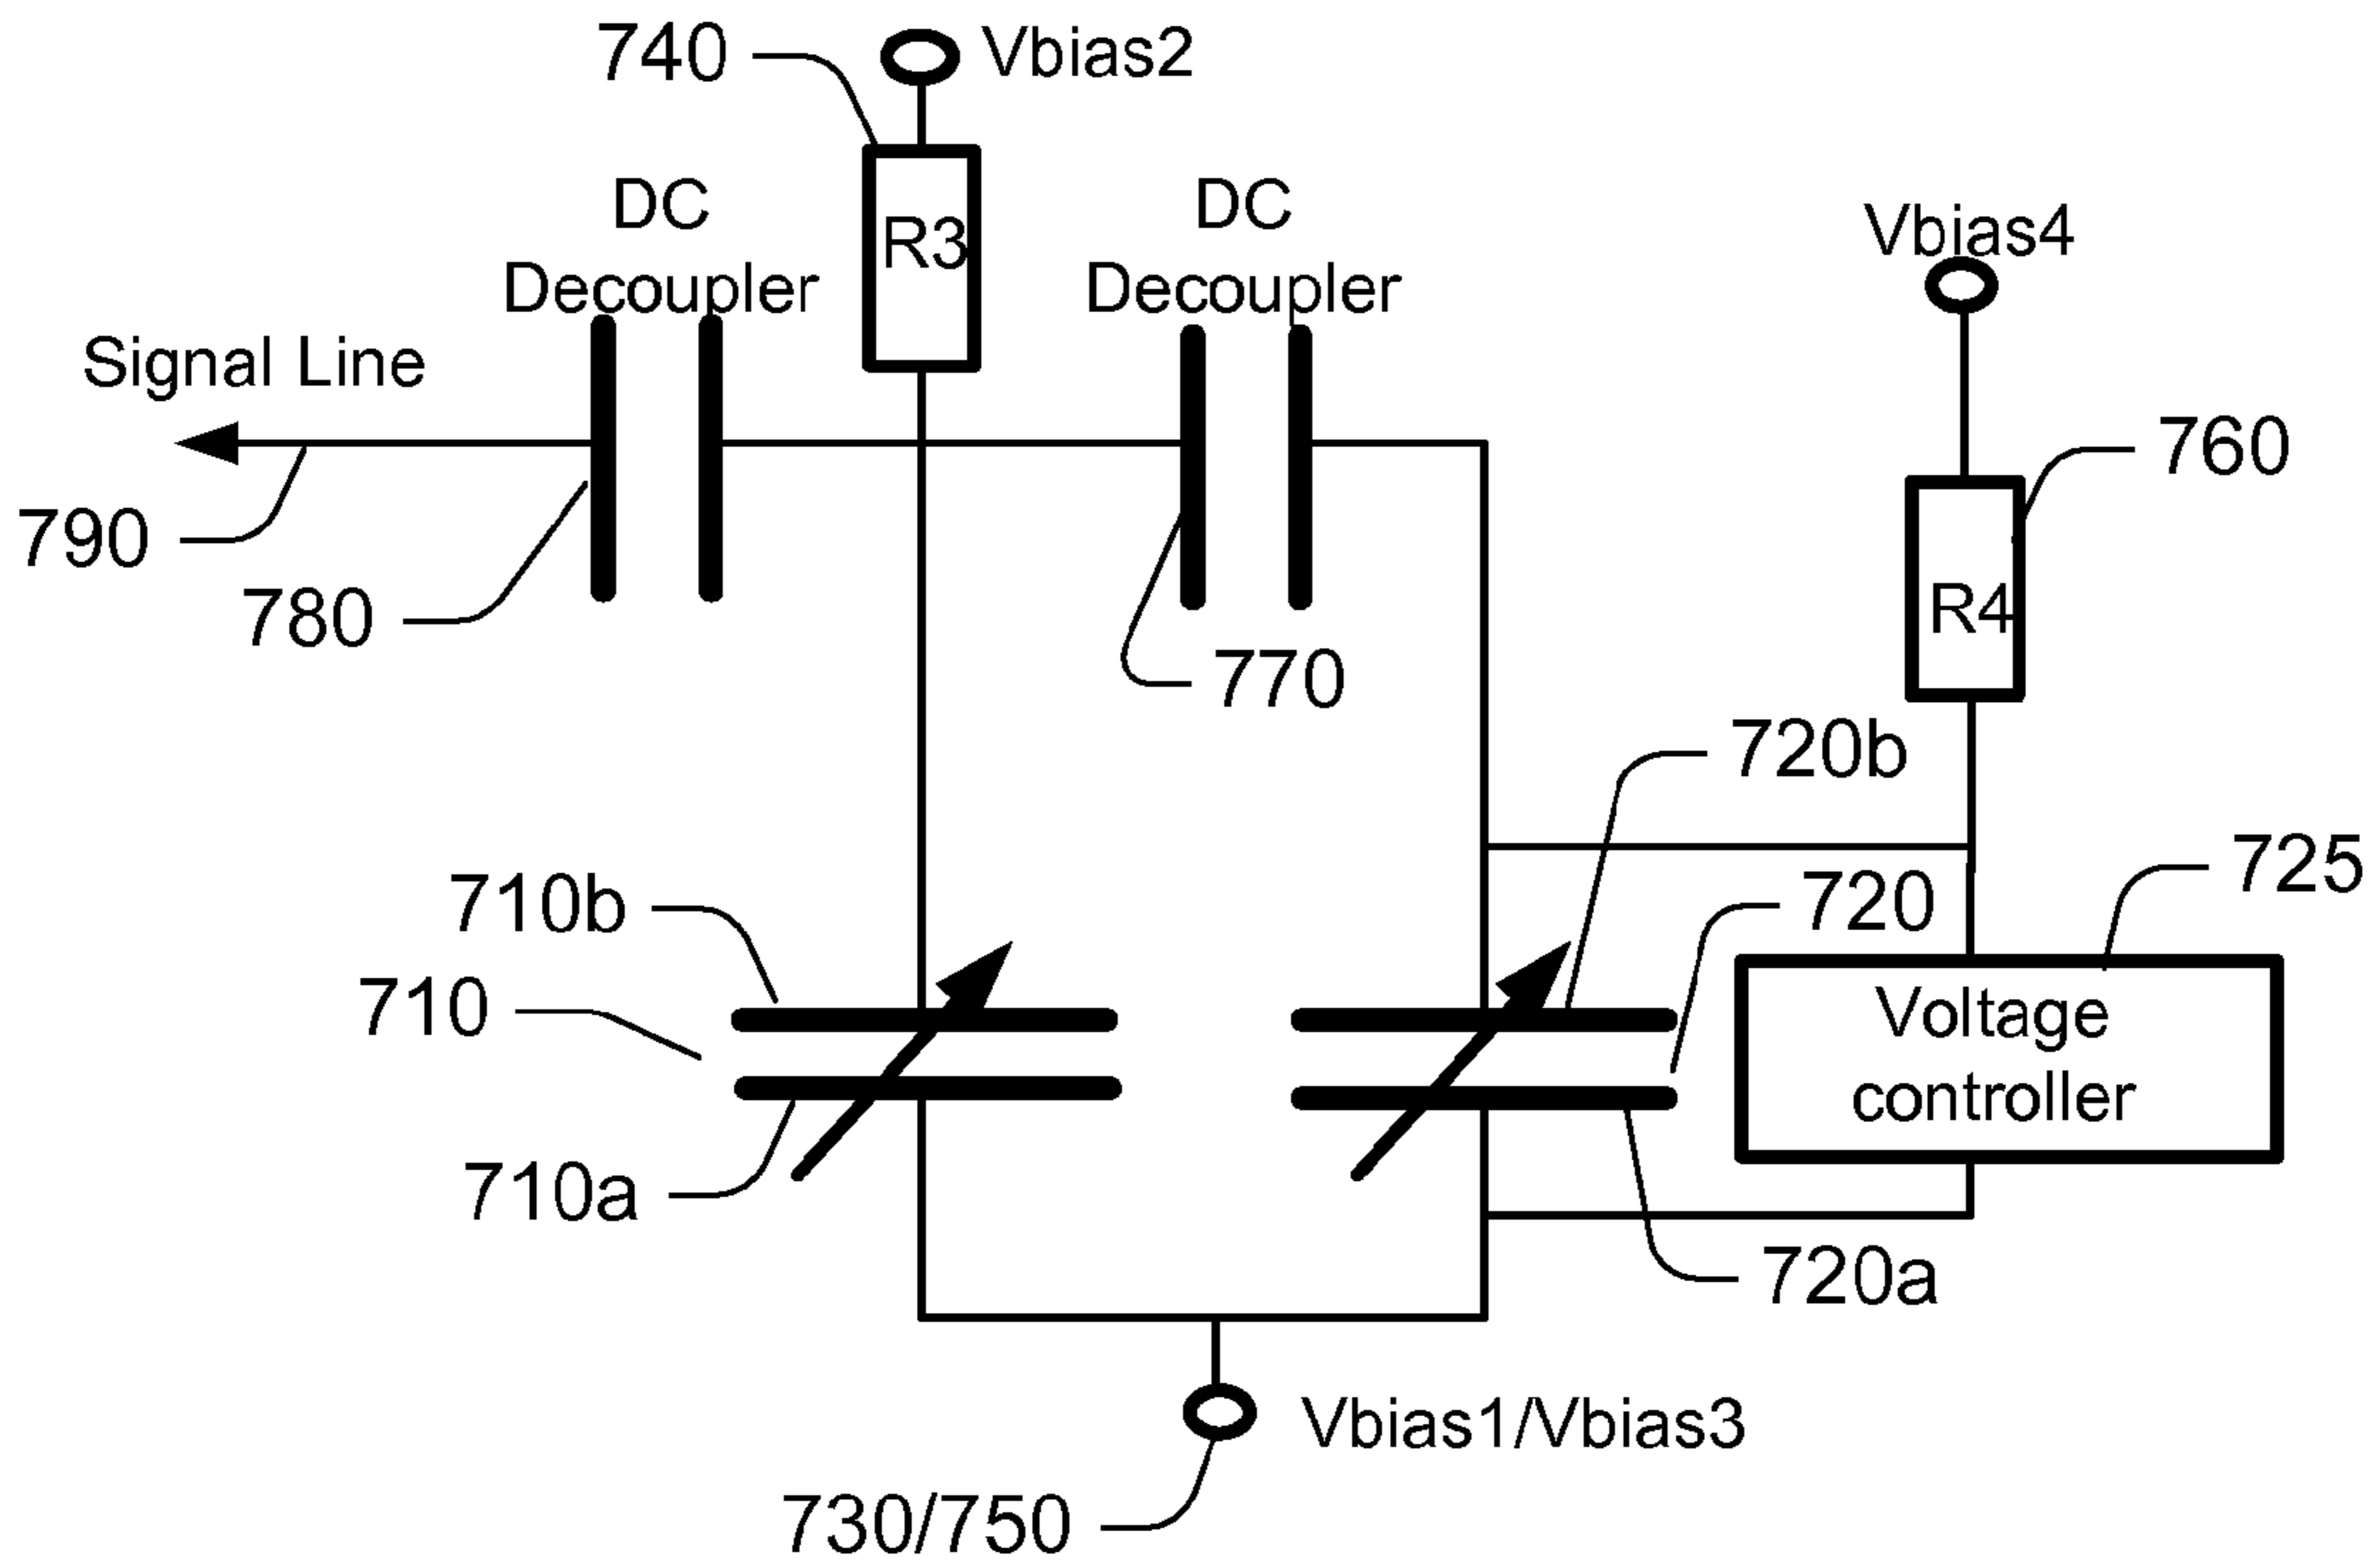 740
Vbias2
DC
Decoupler
R3
DC
Decoupler
Vbias4
Signal Line
760
790
780
770
R4
720b
725
710b
720
710
Voltage
controller
710a
720a
Vbias1/Vbias3
730/750